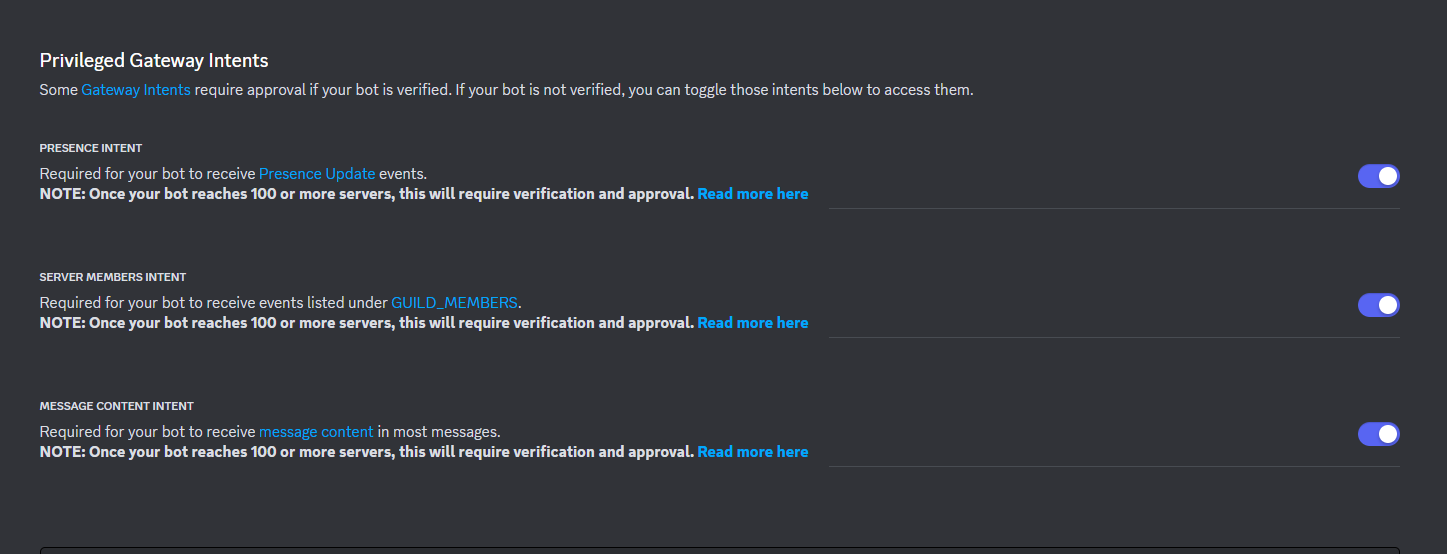 Privileged Gateway Intents
Some Gateway Intents require approval if your bot is verified. If your bot is not verified, you can toggle those intents below to access them.
PRESENCE INTENT
Required for your bot to receive Presence Update events.
NOTE: Once your bot reaches 100 or more servers, this will require verification and approval. Read more here
SERVER MEMBERS INTENT
Required for your bot to receive events listed under GUILD_MEMBERS.
NOTE: Once your bot reaches 100 or more servers, this will require verification and approval. Read more here
MESSAGE CONTENT INTENT
Required for your bot to receive message content in most messages.
NOTE: Once your bot reaches 100 or more servers, this will require verification and approval. Read more here